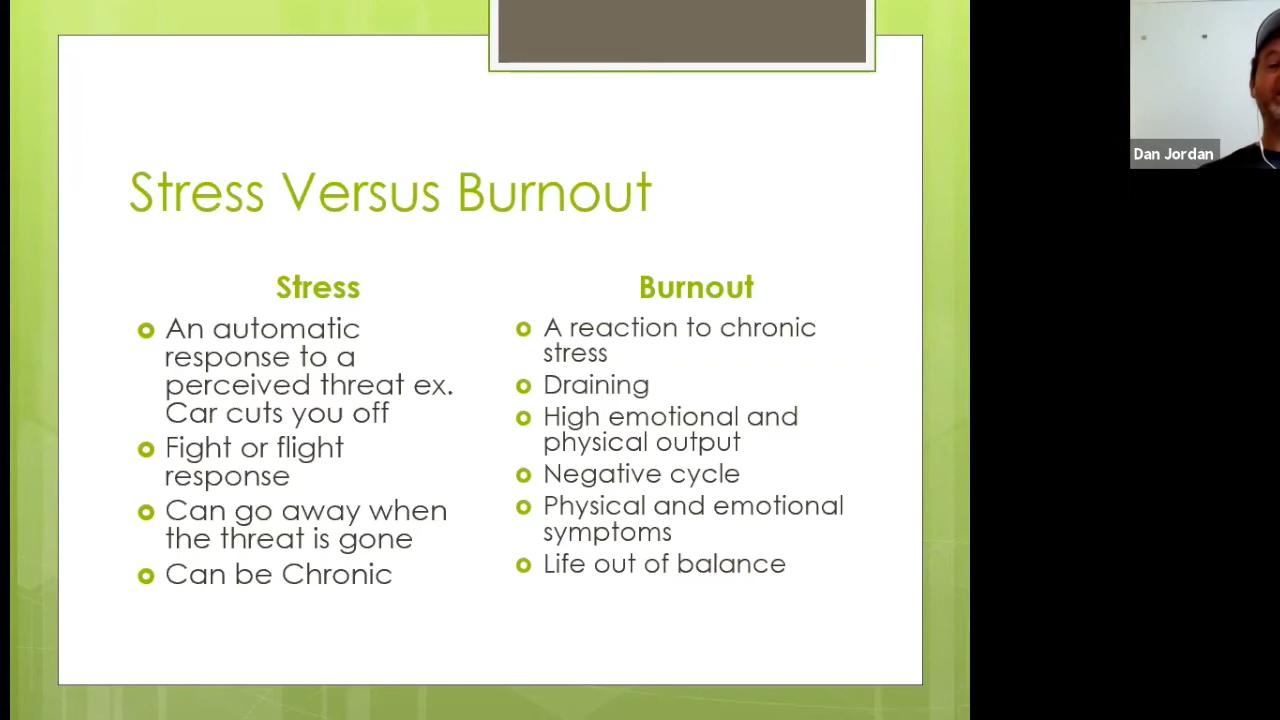 Stress Versus Burnout
Stress
An automatic
response to a
perceived threat ex.
Car cuts you off
Fight or flight
response
Can go away when
the threat is gone
Can be Chronic
Burnout
A reaction to chronic
stress
Draining
High emotional and
physical output
Negative cycle
Physical and emotional
symptoms
Life out of balance
Dan Jordan